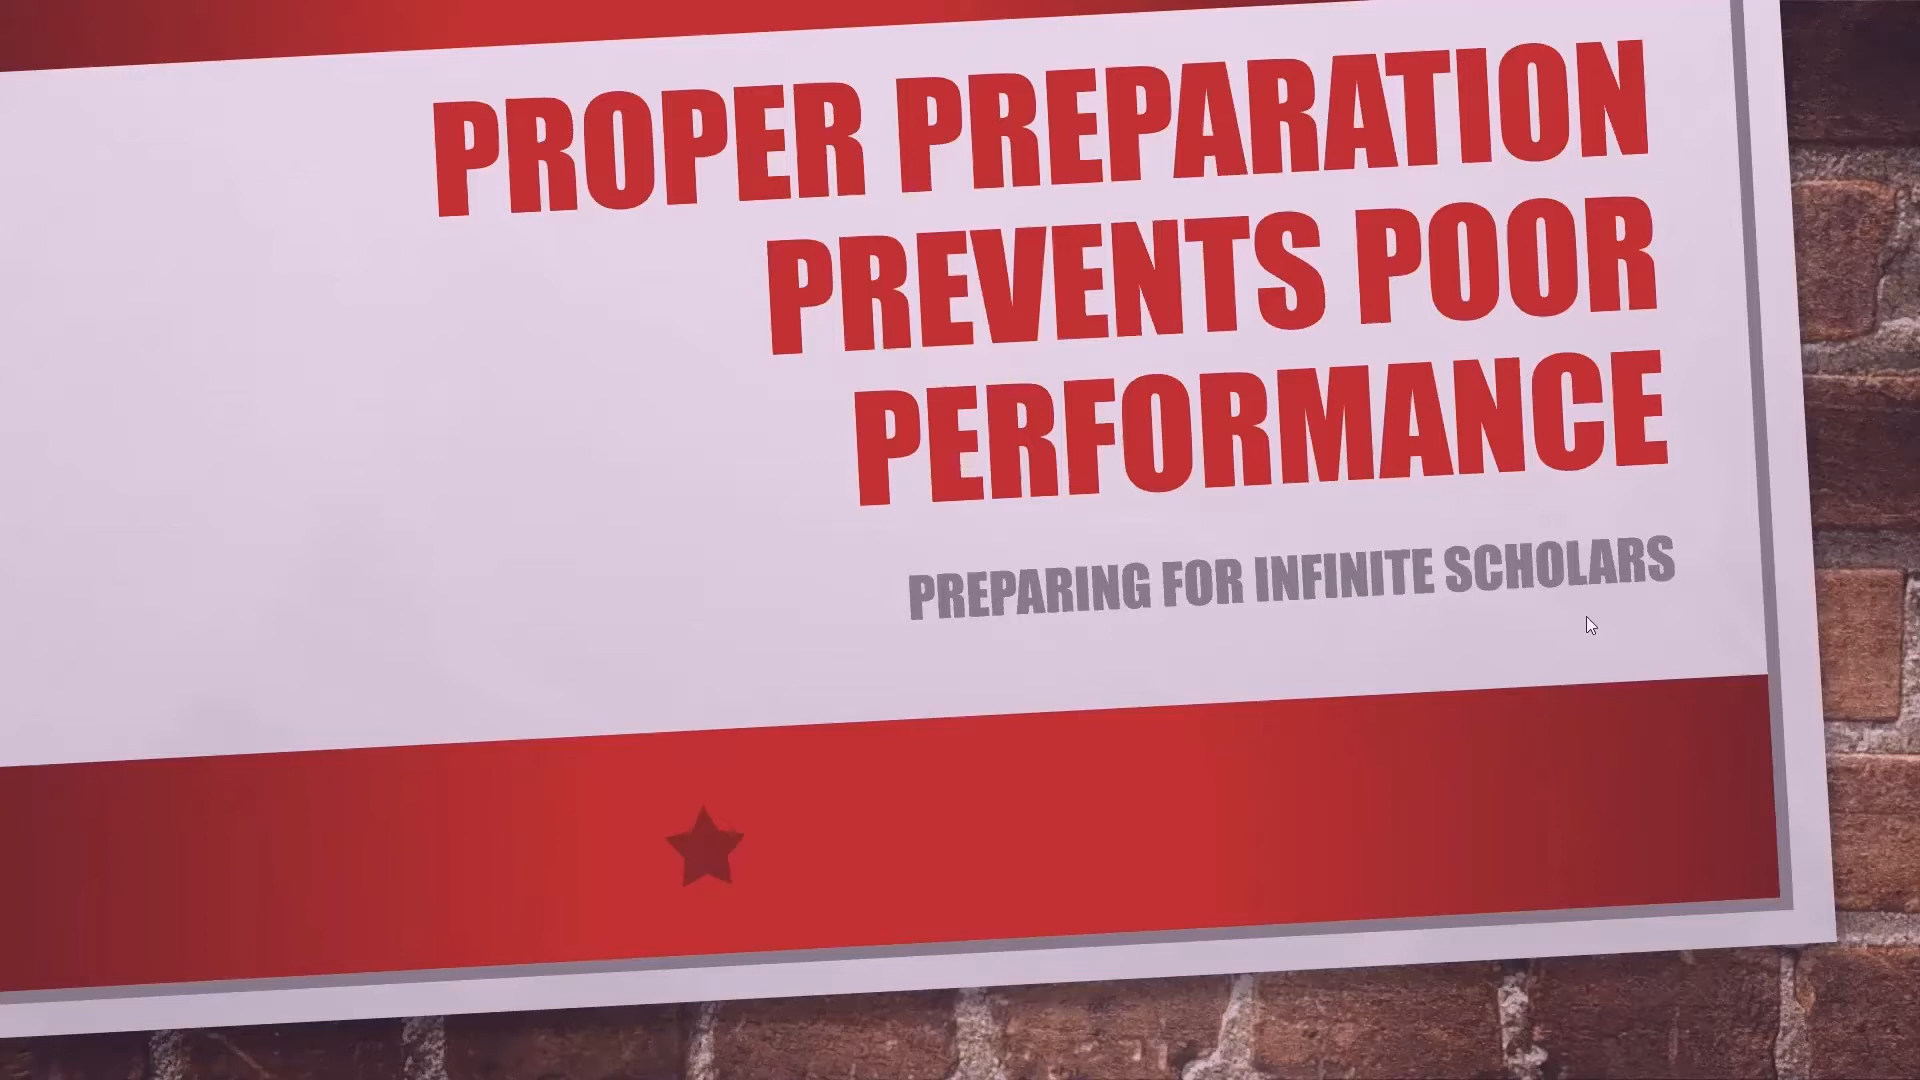 PROPER PREPARATION
PREVENTS POOR
PERFORMANCE
PREPARING FOR INFINITE SCHOLARS